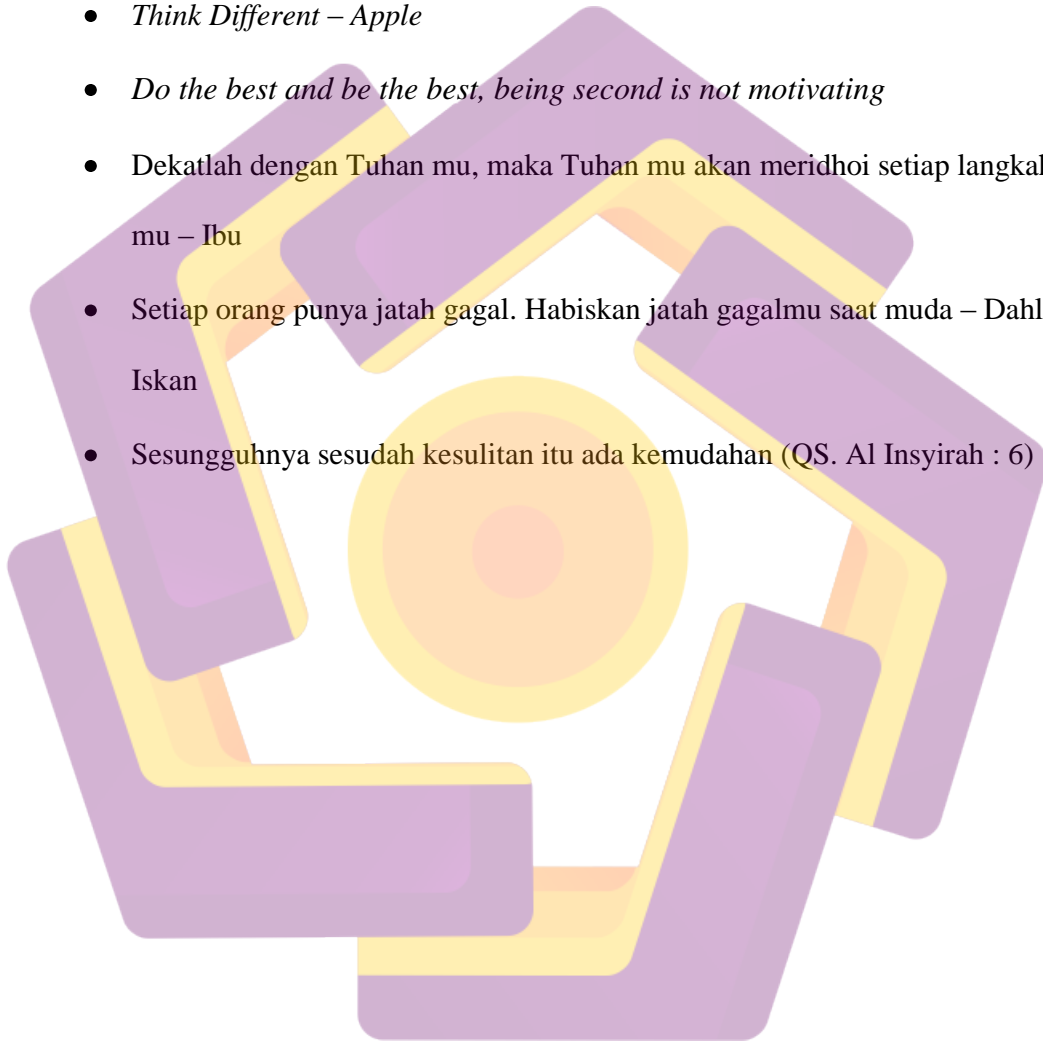 • Think Different – Apple
• Do the best and be the best, being second is not motivating
• Dekatlah dengan Tuhan mu, maka Tuhan mu akan meridhoi setiap langkah
mu – Ibu
• Setiap orang punya jatah gagal. Habiskan jatah gagalmu saat muda – Dahl
Iskan
• Sesungguhnya sesudah kesulitan itu ada kemudahan (QS. Al Insyirah : 6)